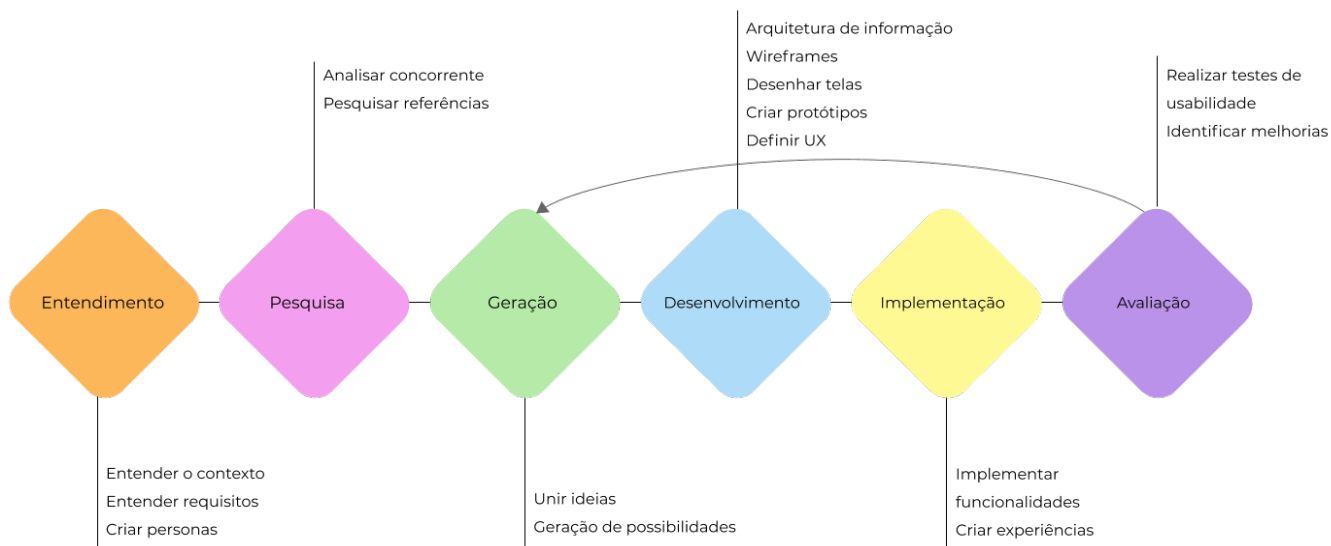 Analisar concorrente
Pesquisar referências
Arquitetura de informação
Wireframes
Desenhar telas
Criar protótipos
Definir UX
Realizar testes de
usabilidade
Identificar melhorias
Entendimento
Pesquisa
Geração
Desenvolvimento
Implementação
Avaliação
Entender o contexto
Entender requisitos
Criar personas
Unir ideias
Geração de possibilidades
Implementar
funcionalidades
Criar experiências